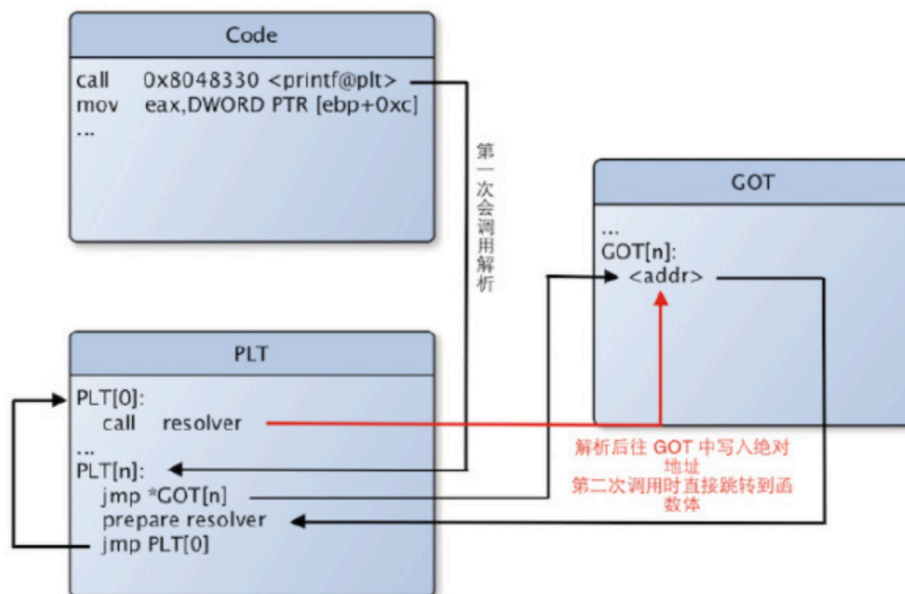 Code
call 0x8048330 <printf@plt>
mov eax,DWORD PTR [ebp+0xc]
...
第一次会调用解析
GOT
...
GOT[n]:
<addr>
PLT
PLT[0]:
call resolver
...
PLT[n]:
jmp *GOT[n]
prepare resolver
jmp PLT[0]
解析后往 GOT 中写入绝对
地址
第二次调用时直接跳转到函
数体